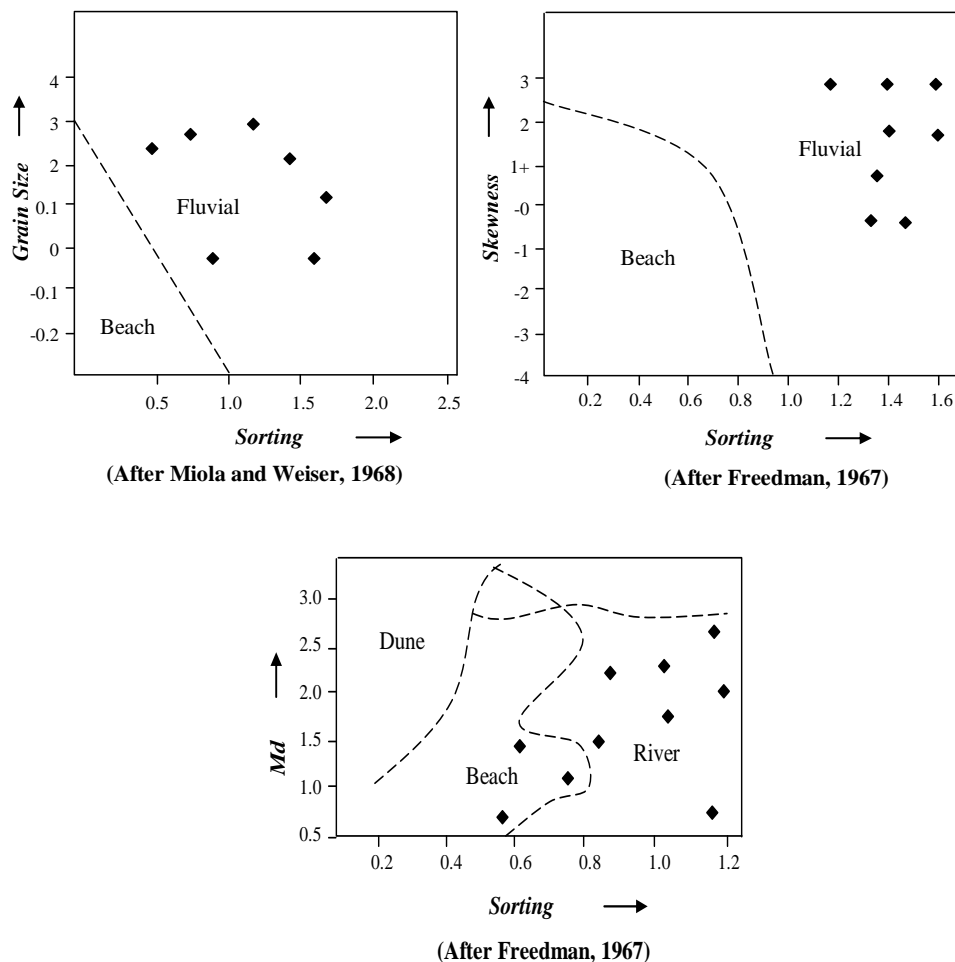 4
3
2
0.1
0
-0.1
-0.2
Grain Size
Fluvial
Beach
0.5 1.0 1.5 2.0 2.5
Sorting
(After Miola and Weiser, 1968)
3
2
1+
-0
-1
-2
-3
-4
Skewness
Fluvial
Beach
0.2 0.4 0.6 0.8 1.0 1.2 1.4 1.6
Sorting
(After Freedman, 1967)
3.0
2.5
2.0
1.5
1.0
0.5
Md
Dune
Beach
River
0.2 0.4 0.6 0.8 1.0 1.2
Sorting
(After Freedman, 1967)